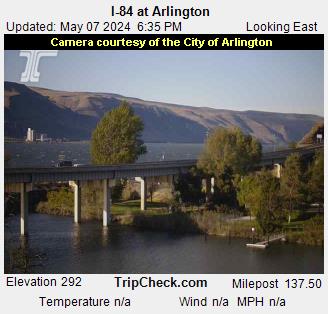 I-84 at Arlington
Updated: May 07 2024 6:35 PM Looking East
Camera courtesy of the City of Arlington
Elevation 292 TripCheck.com Milepost 137.50
Temperature n/a Wind n/a MPH n/a